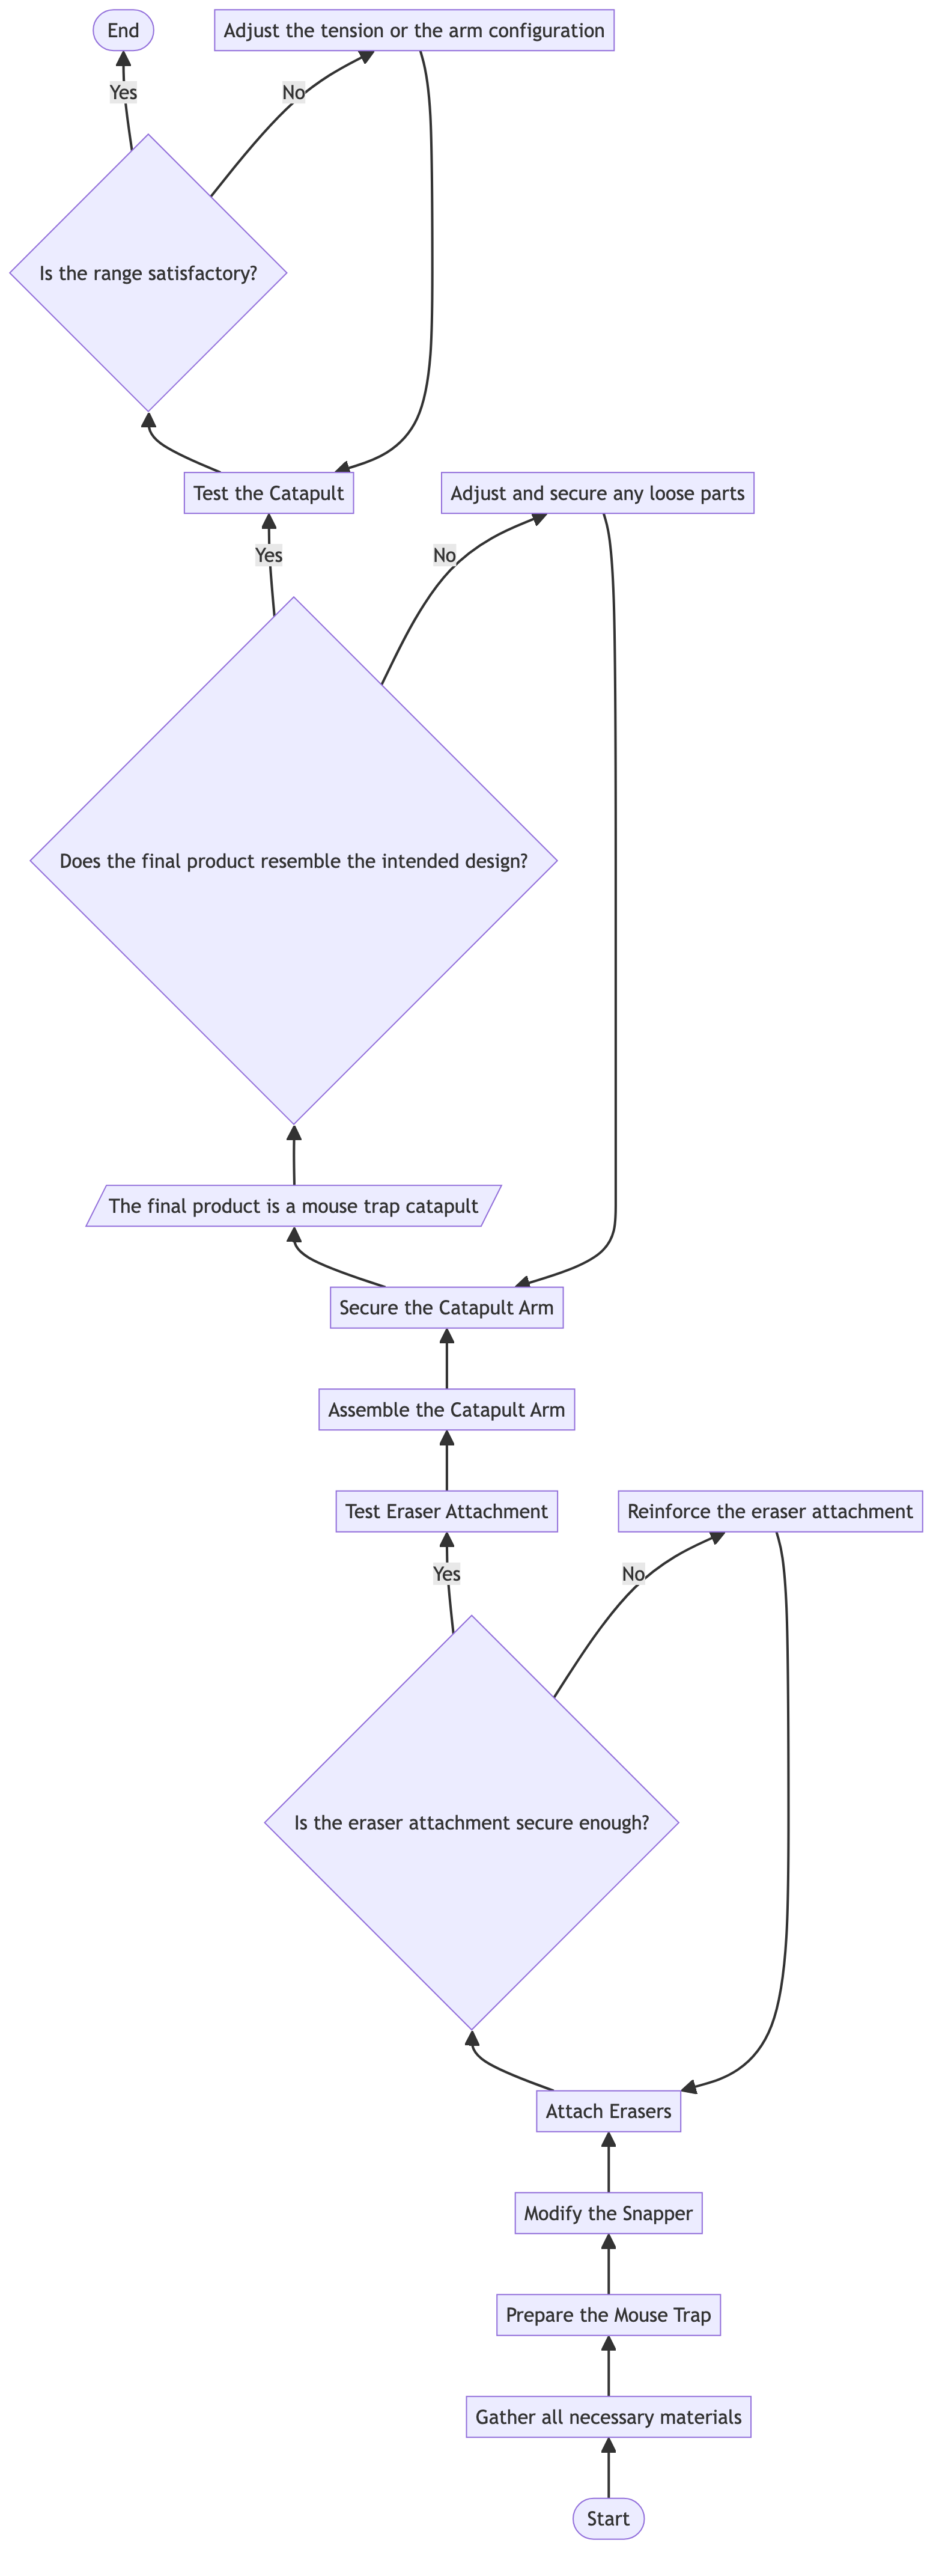 End
Adjust the tension or the arm configuration
Yes
No
Is the range satisfactory?
Test the Catapult
Adjust and secure any loose parts
Yes
No
Does the final product resemble the intended design?
The final product is a mouse trap catapult
Secure the Catapult Arm
Assemble the Catapult Arm
Test Eraser Attachment
Reinforce the eraser attachment
Yes
No
Is the eraser attachment secure enough?
Attach Erasers
Modify the Snapper
Prepare the Mouse Trap
Gather all necessary materials
Start